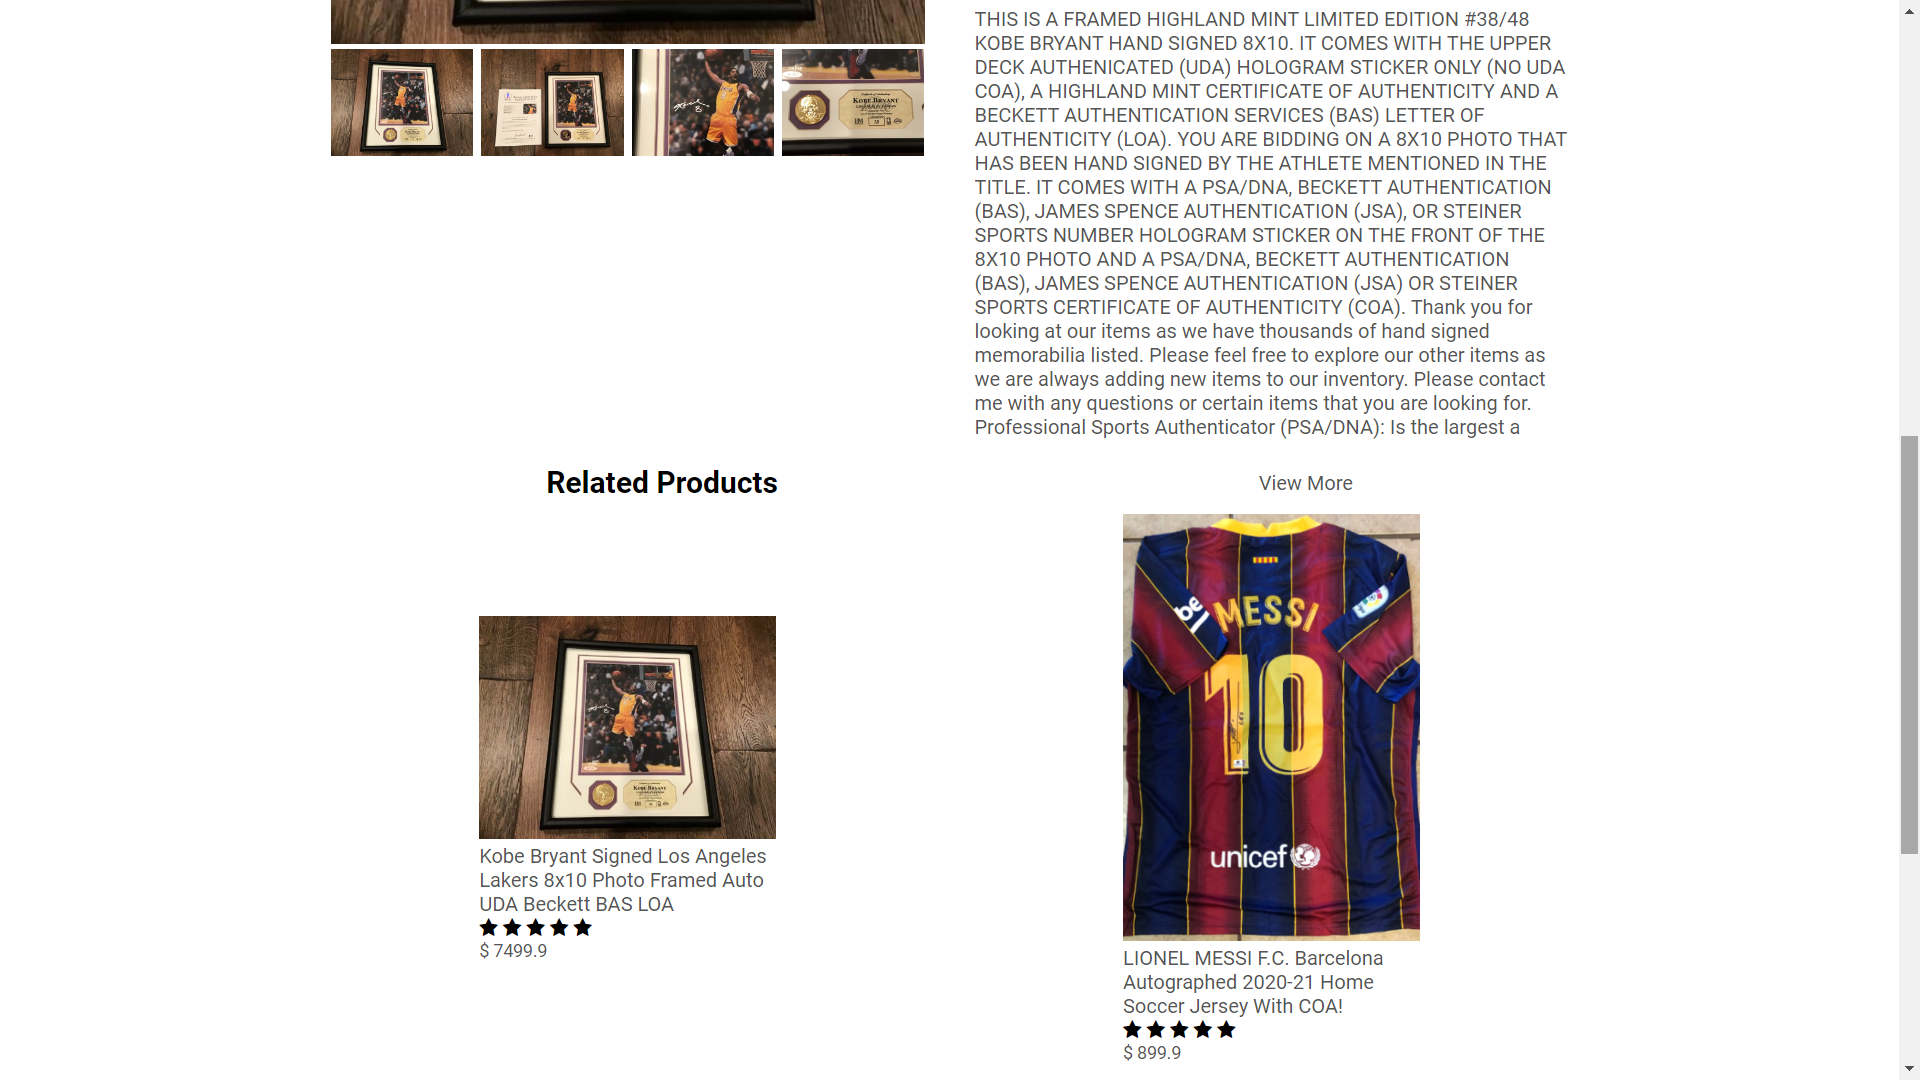 THIS IS A FRAMED HIGHLAND MINT LIMITED EDITION #38/48
KOBE BRYANT HAND SIGNED 8X10. IT COMES WITH THE UPPER
DECK AUTHENICATED (UDA) HOLOGRAM STICKER ONLY (NO UDA
COA), A HIGHLAND MINT CERTIFICATE OF AUTHENTICITY AND A
BECKETT AUTHENTICATION SERVICES (BAS) LETTER OF
AUTHENTICITY (LOA). YOU ARE BIDDING ON A 8X10 PHOTO THAT
HAS BEEN HAND SIGNED BY THE ATHLETE MENTIONED IN THE
TITLE. IT COMES WITH A PSA/DNA, BECKETT AUTHENTICATION
(BAS), JAMES SPENCE AUTHENTICATION (JSA), OR STEINER
SPORTS NUMBER HOLOGRAM STICKER ON THE FRONT OF THE
8X10 PHOTO AND A PSA/DNA, BECKETT AUTHENTICATION
(BAS), JAMES SPENCE AUTHENTICATION (JSA) OR STEINER
SPORTS CERTIFICATE OF AUTHENTICITY (COA). Thank you for
looking at our items as we have thousands of hand signed
memorabilia listed. Please feel free to explore our other items as
we are always adding new items to our inventory. Please contact
me with any questions or certain items that you are looking for.
Professional Sports Authenticator (PSA/DNA): Is the largest a
KOBE BRYANT
Related Products
View More
KOBE BRYANT
Kobe Bryant Signed Los Angeles
Lakers 8x10 Photo Framed Auto
UDA Beckett BAS LOA
$ 7499.9
MESSI
10
unicef
LIONEL MESSI F.C. Barcelona
Autographed 2020-21 Home
Soccer Jersey With COA!
$ 899.9